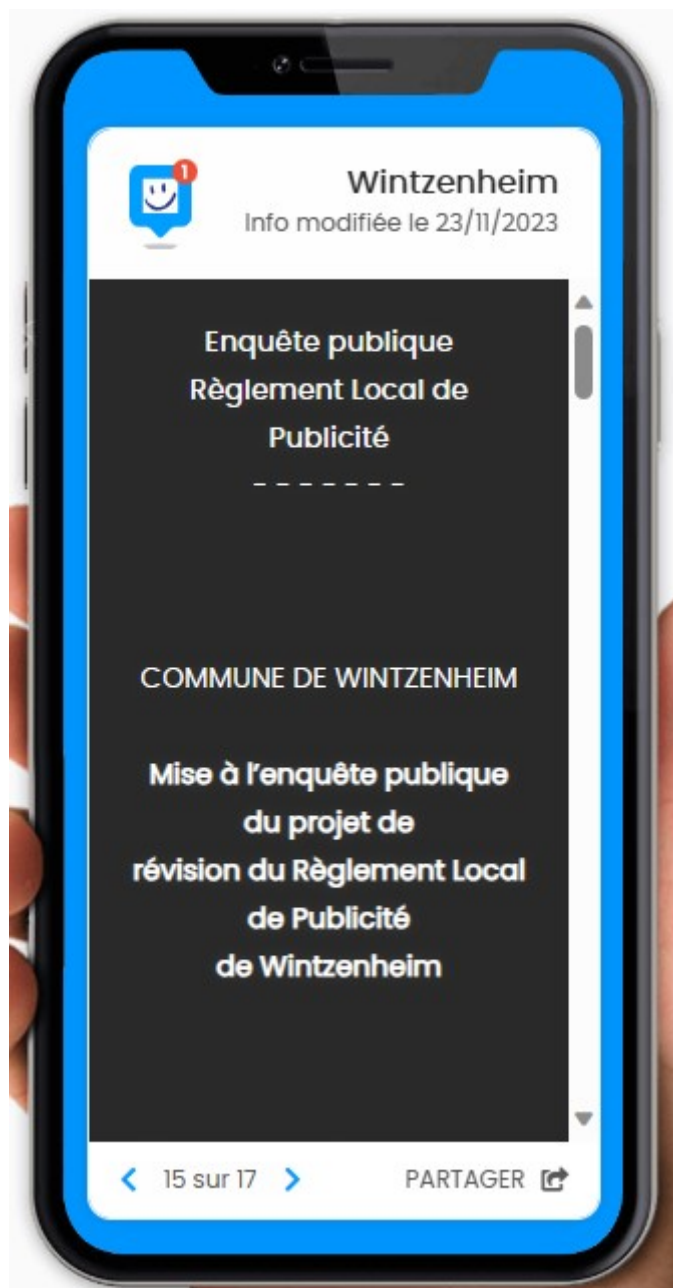 1
Wintzenheim
Info modifiée le 23/11/2023
Enquête publique
Règlement Local de
Publicité
- - - - - - -
COMMUNE DE WINTZENHEIM
Mise à l'enquête publique
du projet de
révision du Règlement Local
de Publicité
de Wintzenheim
15 sur 17
PARTAGER